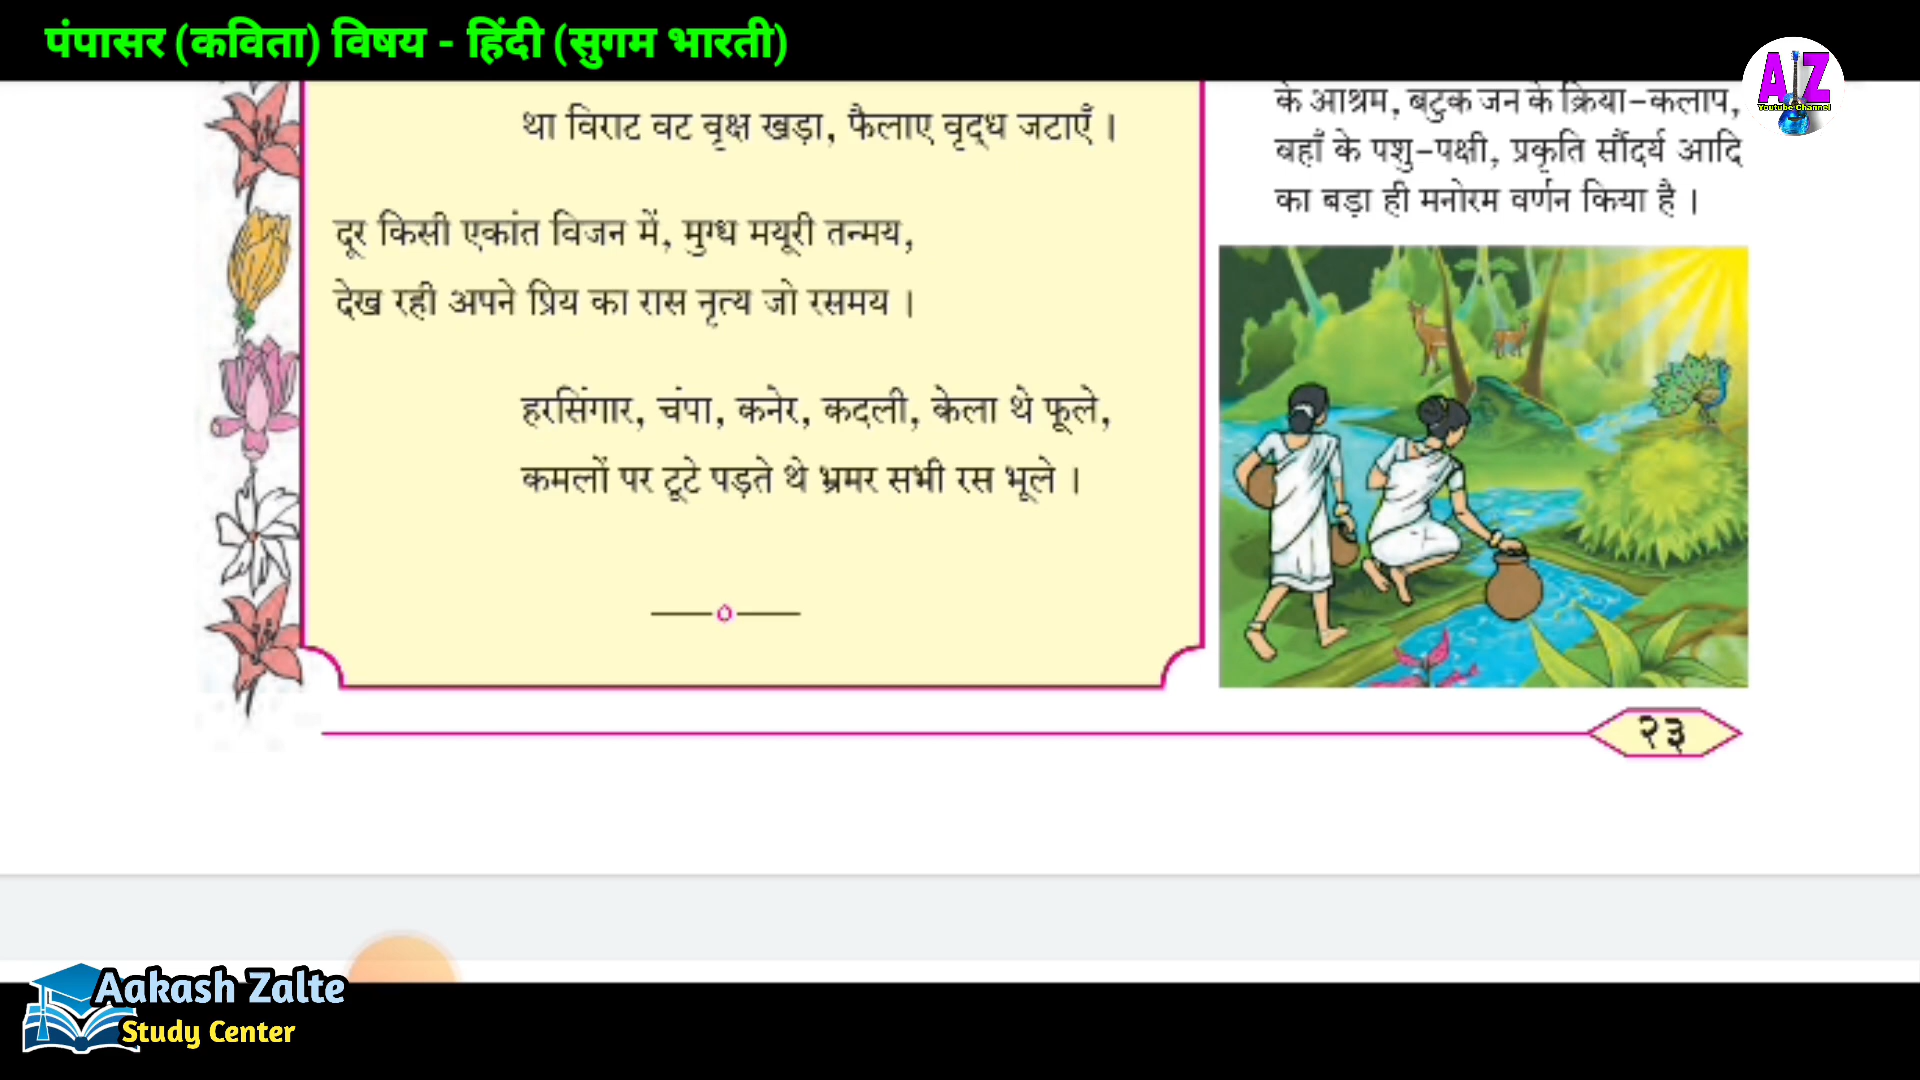 पंपासर (कविता) विषय - हिंदी (सुगम भारती)
AZ
Youtube Channel
था विराट वट वृक्ष खड़ा, फैलाए वृद्ध जटाएँ ।
दूर किसी एकांत विजन में, मुग्ध मयूरी तन्मय,
देख रही अपने प्रिय का रास नृत्य जो रसमय ।
हरसिंगार, चंपा, कनेर, कदली, केला थे फूले,
कमलों पर टूटे पड़ते थे भ्रमर सभी रस भूले ।
के आश्रम, बटुक जन के क्रिया-कलाप,
वहाँ के पशु-पक्षी, प्रकृति सौंदर्य आदि
का बड़ा ही मनोरम वर्णन किया है ।
२३
Aakash Zalte
Study Center